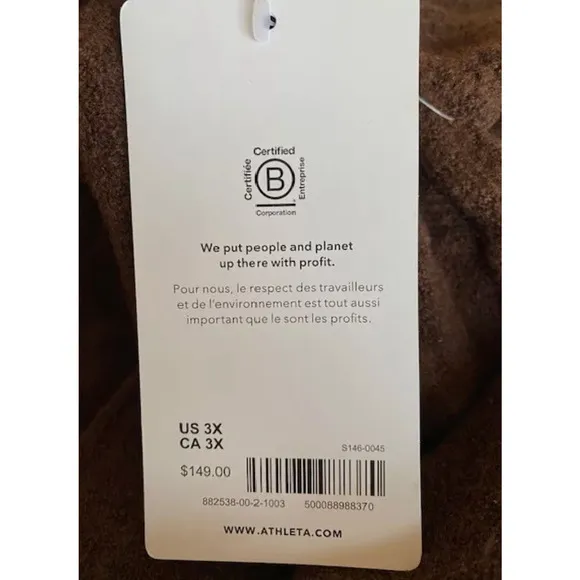 Certified
Certifiée
B
Entreprise
Corporation
We put people and planet
up there with profit.
Pour nous, le respect des travailleurs
et de l'environnement est tout aussi
important que le sont les profits.
US 3X
CA 3X
S146-0045
$149.00
882538-00-2-1003 500088988370
WWW.ATHLETA.COM